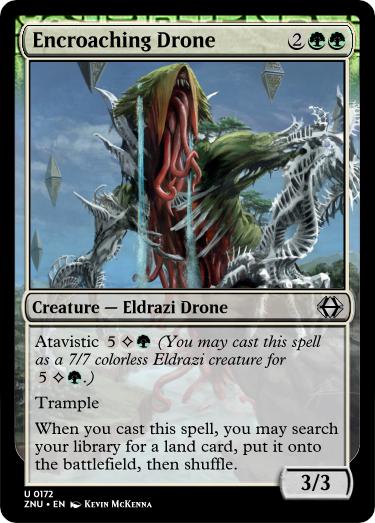 Encroaching Drone 2
Creature — Eldrazi Drone
Atavistic 5 (You may cast this spell
as a 7/7 colorless Eldrazi creature for
5 .)
Trample
When you cast this spell, you may search
your library for a land card, put it onto
the battlefield, then shuffle.
3/3
U 0172
ZNU • EN Kevin McKenna